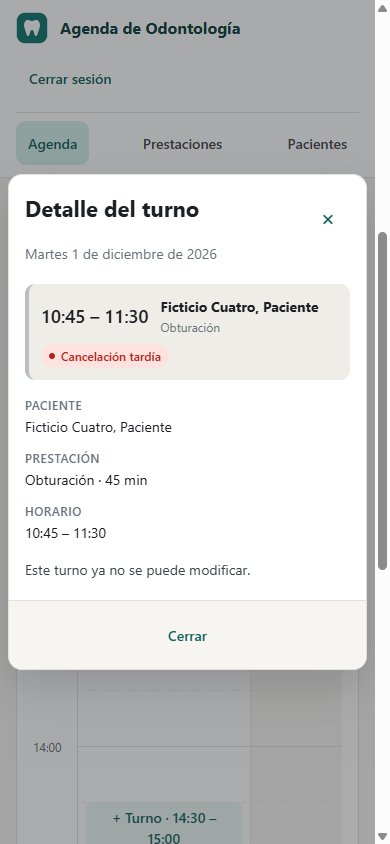 Agenda de Odontología
Cerrar sesión
Agenda
Prestaciones
Pacientes
Detalle del turno
×
Martes 1 de diciembre de 2026
10:45 – 11:30
Ficticio Cuatro, Paciente
Obturación
Cancelación tardía
PACIENTE
Ficticio Cuatro, Paciente
PRESTACIÓN
Obturación · 45 min
HORARIO
10:45 – 11:30
Este turno ya no se puede modificar.
Cerrar
14:00
+ Turno · 14:30 –
15:00